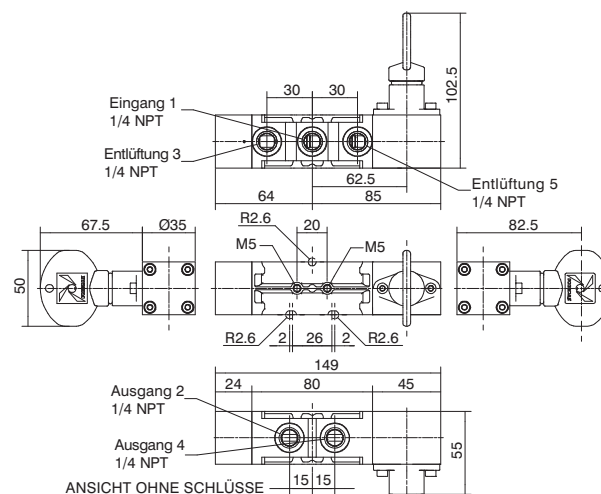 102.5
30 30
Eingang 1
1/4 NPT
Entlüftung 3
1/4 NPT
62.5
Entlüftung 5
1/4 NPT
64 85
R2.6
67.5 Ø35 20 82.5
M5 M5
50
R2.6 2 26 2 R2.6
149
24 80 45
Ausgang 2
1/4 NPT
Ausgang 4
1/4 NPT
55
15 15
ANSICHT OHNE SCHLÜSSE